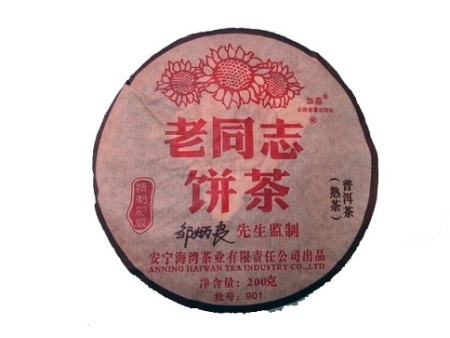 老同志®
饼茶
普洱茶
(熟茶)
邹炳良先生监制
安宁海湾茶业有限责任公司出品
ANNING HAIWAN TEA INDUSTRY CO.,LTD
净含量：200克
批号：901